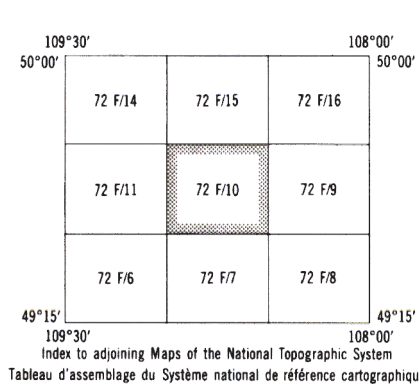 109°30' 108°00'
50°00' 50°00'
72 F/14 72 F/15 72 F/16
72 F/11 72 F/10 72 F/9
72 F/6 72 F/7 72 F/8
49°15' 49°15'
109°30' 108°00'
Index to adjoining Maps of the National Topographic System
Tableau d'assemblage du Système national de référence cartographiqu